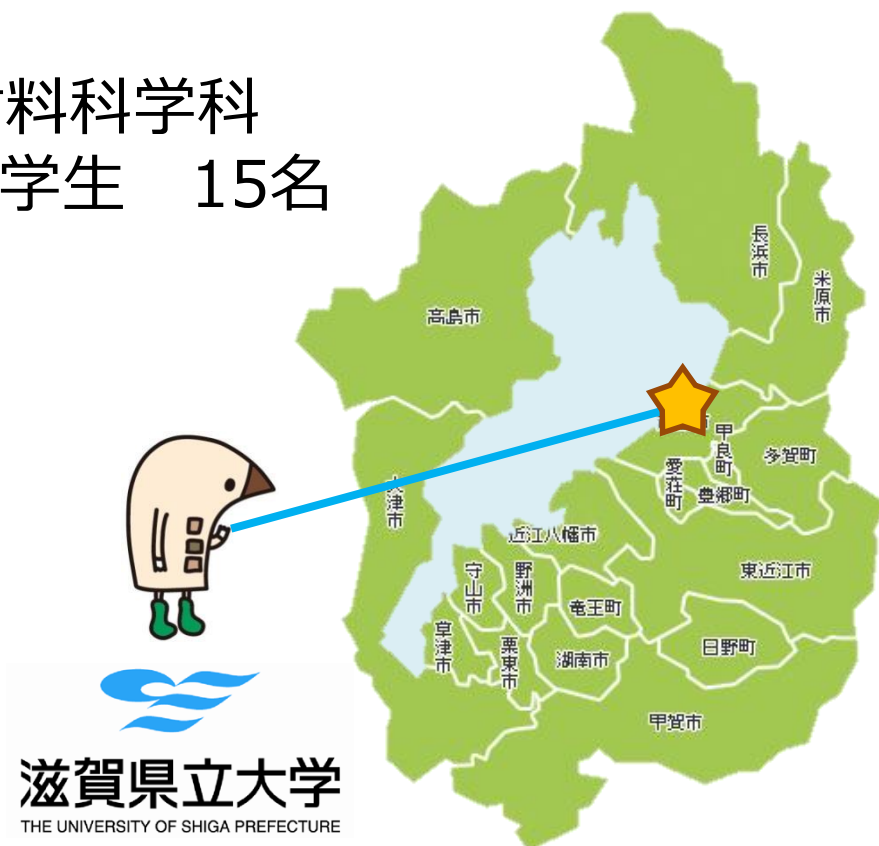 料科学科
学生 15名
長浜市
米原市
高島市
市
甲良町
多賀町
愛荘町
豊郷町
大津市
近江八幡市
東近江市
守山市
野洲市
竜王町
草津市
栗東市
湖南市
日野町
甲賀市
滋賀県立大学
THE UNIVERSITY OF SHIGA PREFECTURE